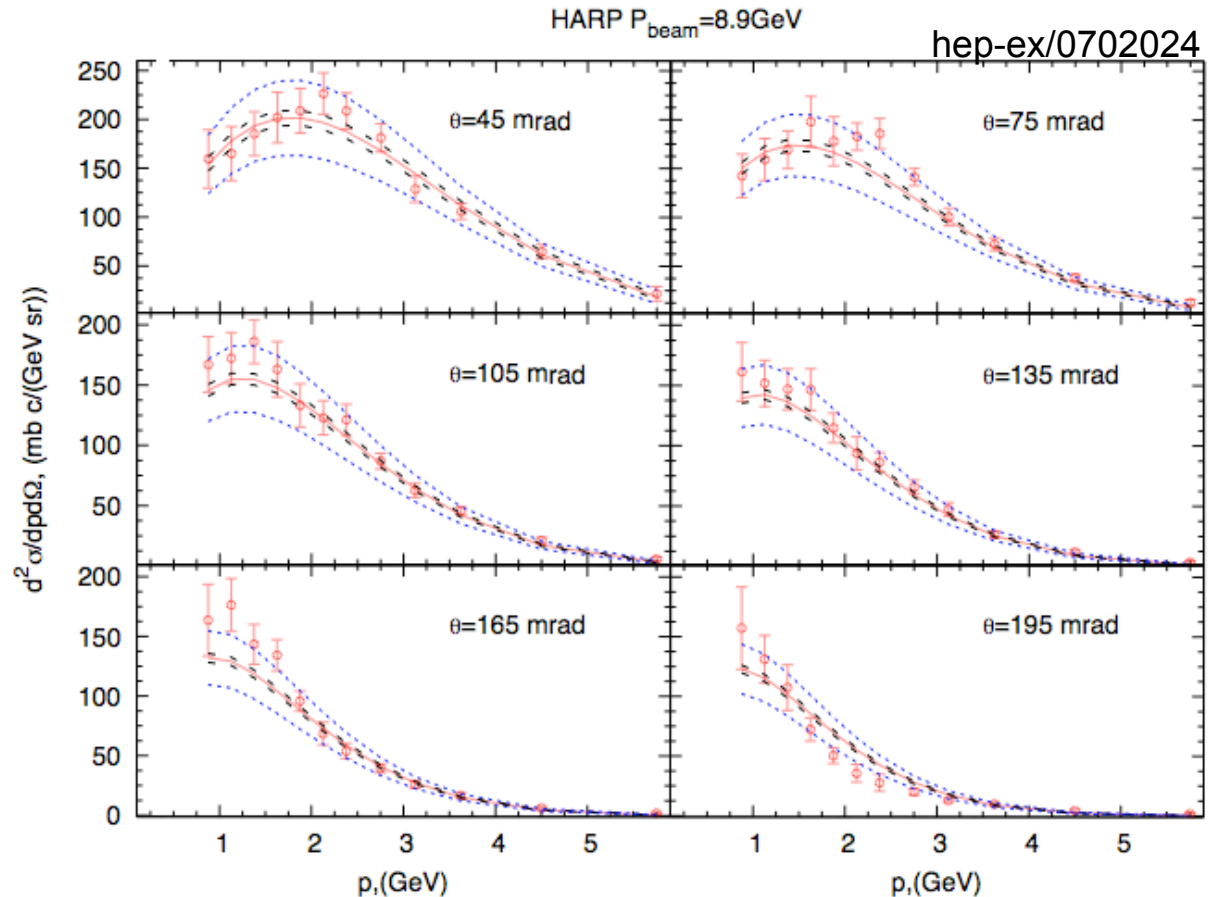 HARP P_beam=8.9GeV
hep-ex/0702024
d² σ/dpdΩ, (mb c/(GeV sr))
250
200
150
100
50
θ=45 mrad
θ=75 mrad
200
150
100
50
θ=105 mrad
θ=135 mrad
200
150
100
50
0
θ=165 mrad
θ=195 mrad
1 2 3 4 5
1 2 3 4 5
p,(GeV)
p,(GeV)